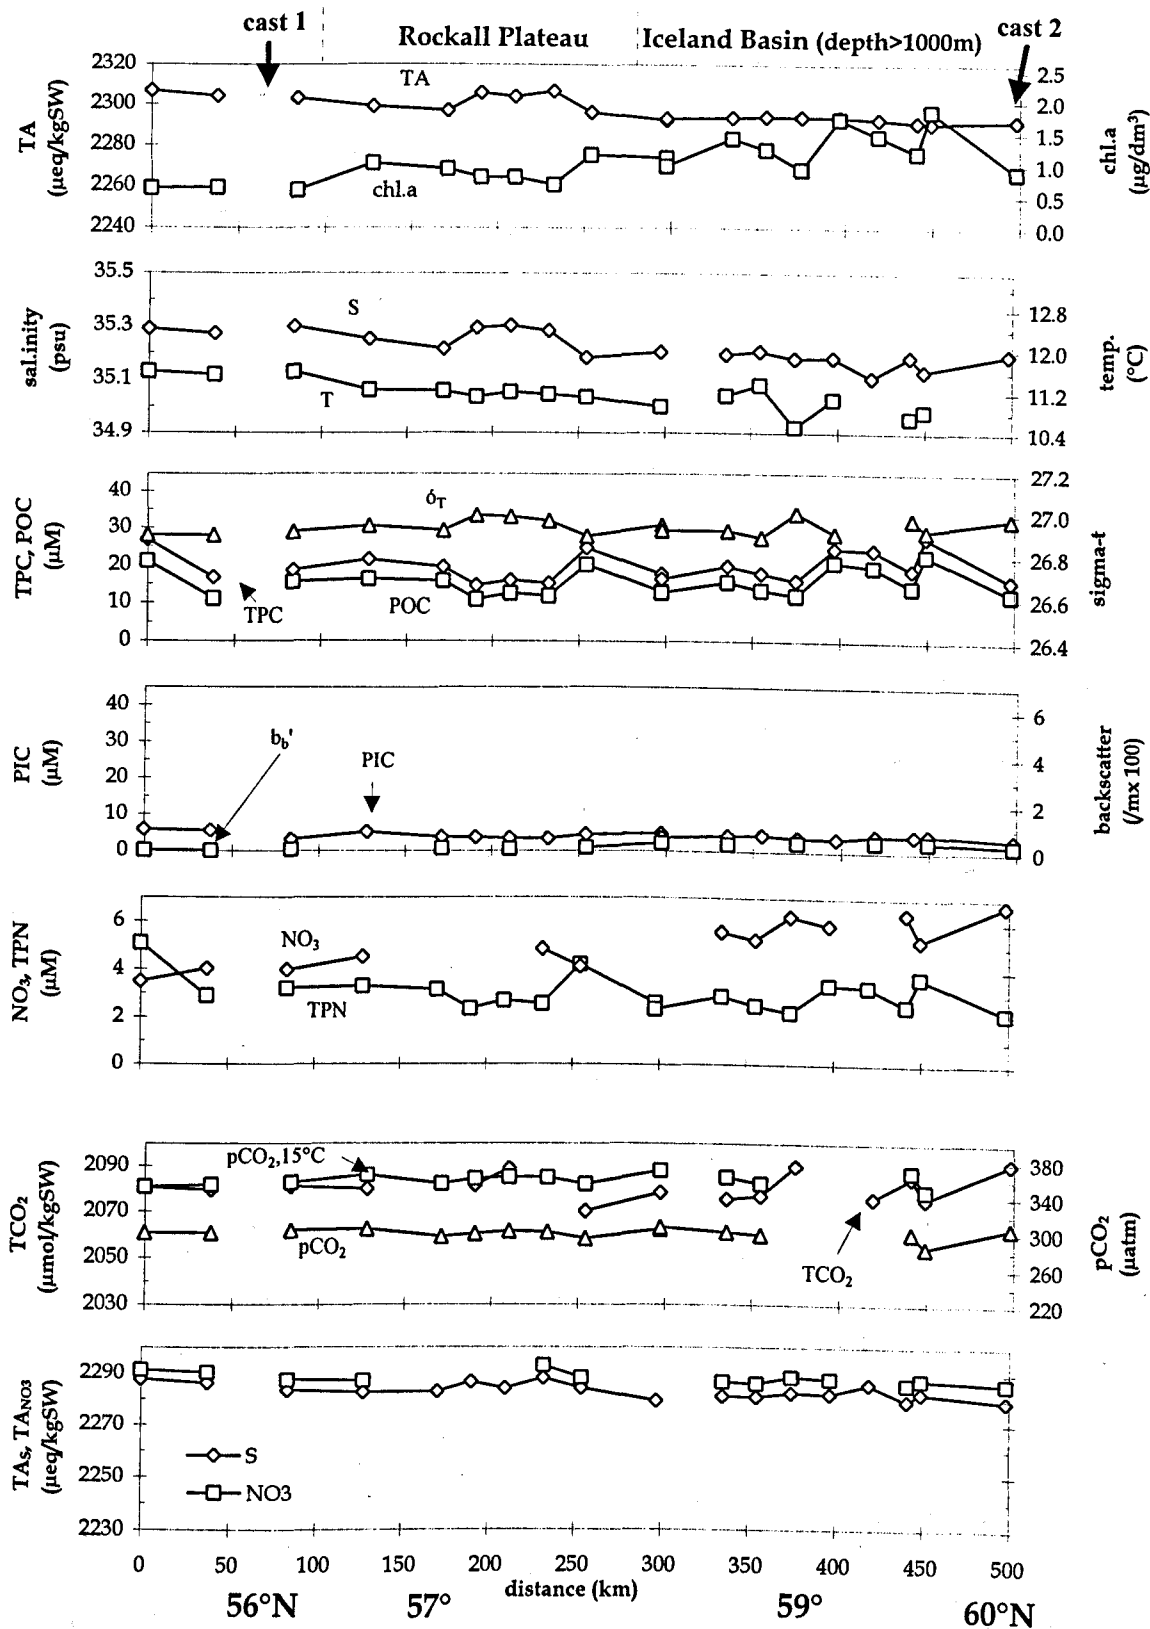 cast 1
Rockall Plateau
Iceland Basin (depth>1000m)
cast 2
2320
2300
2280
2260
2240
TA
(µeq/kgSW)
TA
chl.a
2.5
2.0
1.5
1.0
0.5
0.0
chl.a
(µg/dm³)
35.5
35.3
35.1
34.9
sal.inity
(psu)
S
T
12.8
12.0
11.2
10.4
temp.
(°C)
40
30
20
10
0
TPC, POC
(µM)
óT
TPC
POC
27.2
27.0
26.8
26.6
26.4
sigma-t
40
30
20
10
0
PIC
(µM)
bb'
PIC
6
4
2
0
backscatter
(/mx 100)
6
4
2
0
NO3, TPN
(µM)
NO3
TPN
2090
2070
2050
2030
TCO2
(µmol/kgSW)
pCO2,15°C
pCO2
TCO2
380
340
300
260
220
pCO2
(µatm)
2290
2270
2250
2230
TAs, TANO3
(µeq/kgSW)
S
NO3
0 50 100 150 200 250 300 350 400 450 500
distance (km)
56°N 57° 59° 60°N